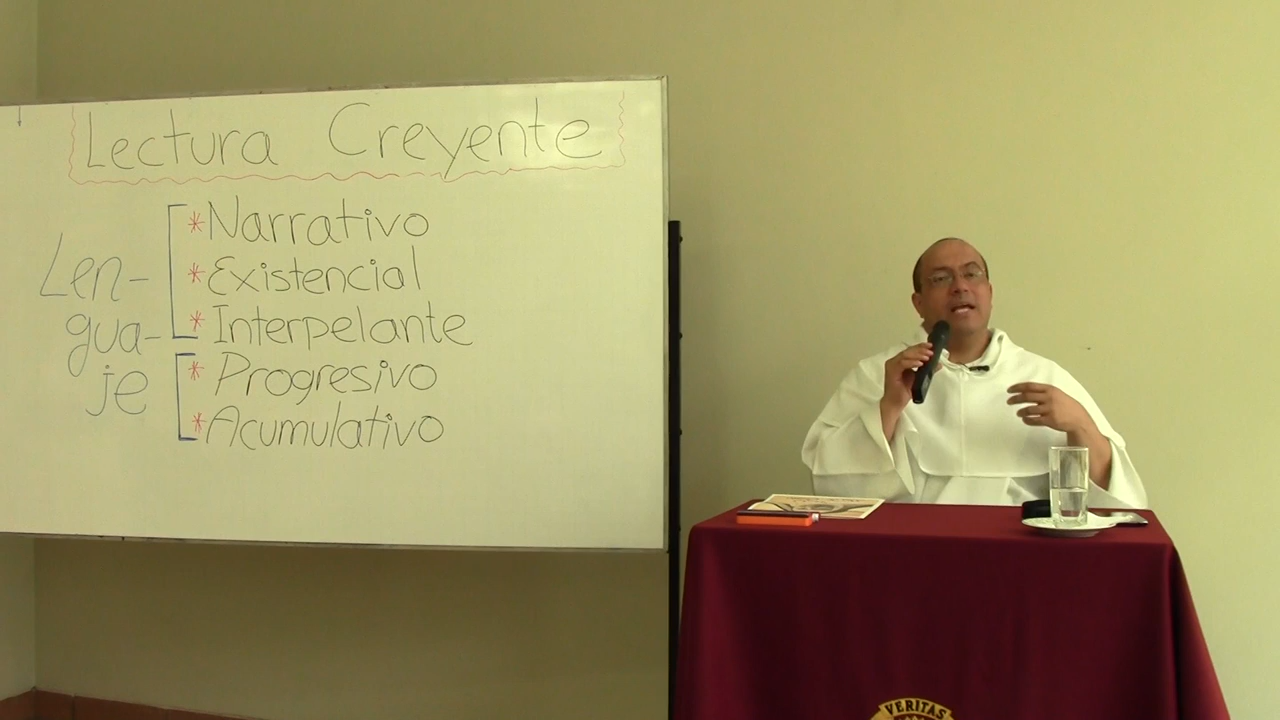 Lectura Creyente
Len-
gua-
je
* Narrativo
* Existencial
* Interpelante
* Progresivo
* Acumulativo
VERITAS